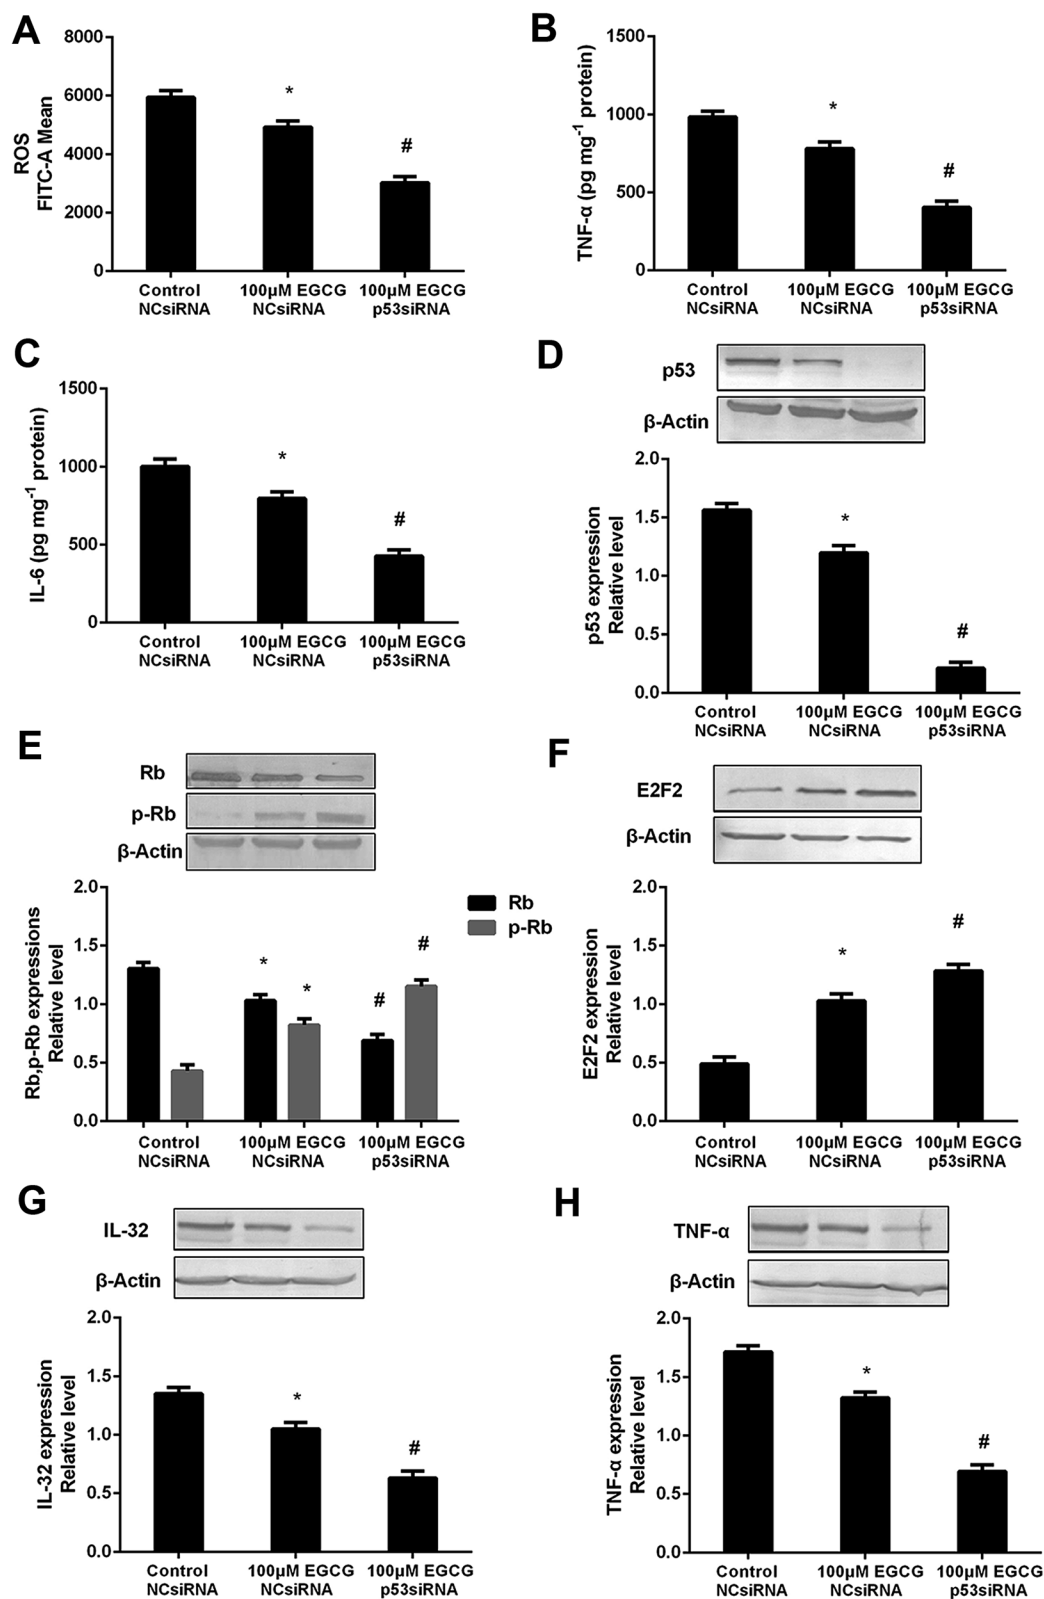 A
8000
6000
4000
2000
0
ROS
FITC-A Mean
*
#
Control
NCsiRNA
100μM EGCG
NCsiRNA
100μM EGCG
p53siRNA
B
1500
1000
500
0
TNF-α (pg mg-1 protein)
*
#
Control
NCsiRNA
100μM EGCG
NCsiRNA
100μM EGCG
p53siRNA
C
1500
1000
500
0
IL-6 (pg mg-1 protein)
*
#
Control
NCsiRNA
100μM EGCG
NCsiRNA
100μM EGCG
p53siRNA
D
p53
β-Actin
2.0
1.5
1.0
0.5
0.0
p53 expression
Relative level
*
#
Control
NCsiRNA
100μM EGCG
NCsiRNA
100μM EGCG
p53siRNA
E
Rb
p-Rb
β-Actin
2.0
1.5
1.0
0.5
0.0
Rb,p-Rb expressions
Relative level
*
*
#
#
Rb
p-Rb
Control
NCsiRNA
100μM EGCG
NCsiRNA
100μM EGCG
p53siRNA
F
E2F2
β-Actin
2.0
1.5
1.0
0.5
0.0
E2F2 expression
Relative level
*
#
Control
NCsiRNA
100μM EGCG
NCsiRNA
100μM EGCG
p53siRNA
G
IL-32
β-Actin
2.0
1.5
1.0
0.5
0.0
IL-32 expression
Relative level
*
#
Control
NCsiRNA
100μM EGCG
NCsiRNA
100μM EGCG
p53siRNA
H
TNF-α
β-Actin
2.0
1.5
1.0
0.5
0.0
TNF-α expression
Relative level
*
#
Control
NCsiRNA
100μM EGCG
NCsiRNA
100μM EGCG
p53siRNA